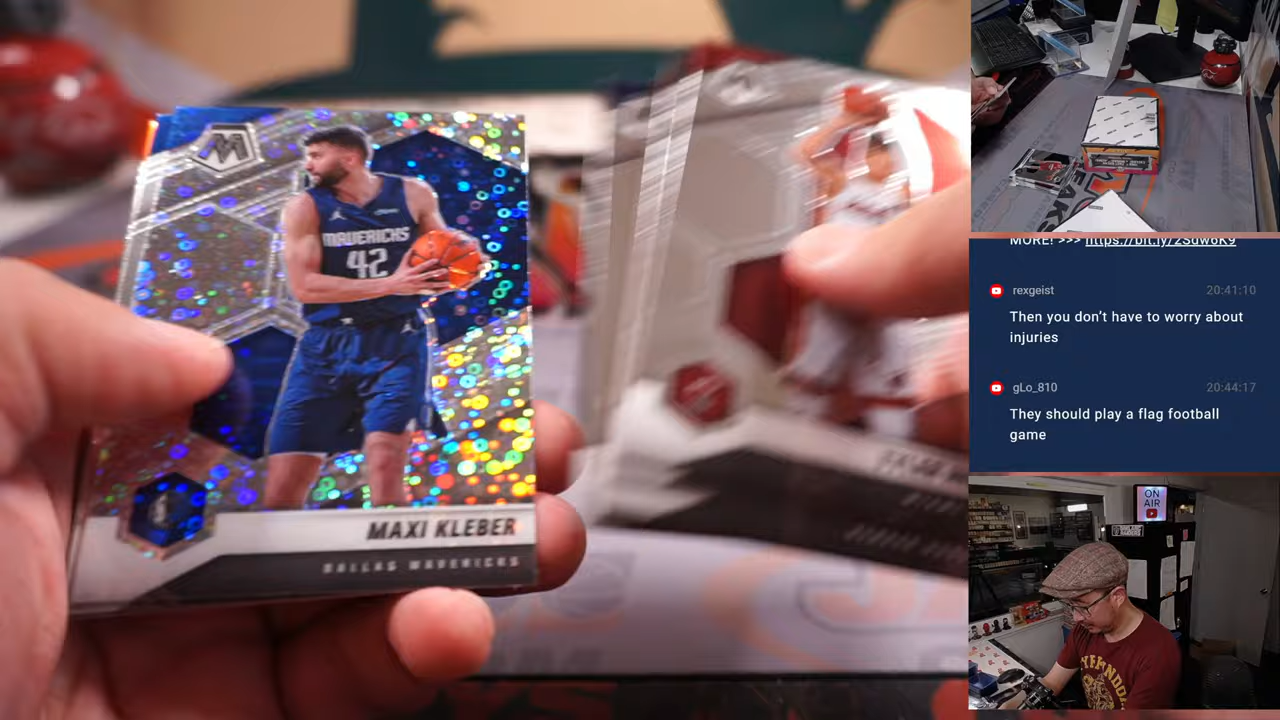 M
MAVERICKS
42
MAXI KLEBER
DALLAS MAVERICKS
MORE! >>> https://bit.ly/2Sdw6K9
rexgeist
20:41:10
Then you don't have to worry about
injuries
gLo_810
20:44:17
They should play a flag football
game
ON
AIR